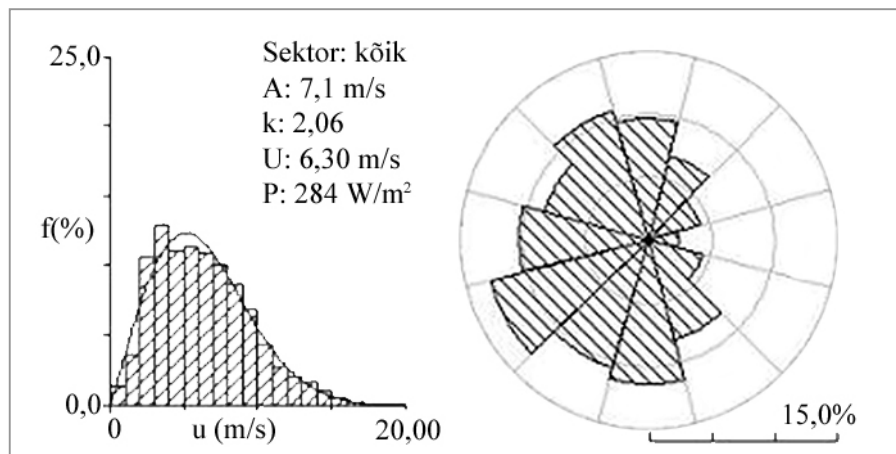 25,0
f(%)
0,0
0
u (m/s)
20,00
Sektor: kõik
A: 7,1 m/s
k: 2,06
U: 6,30 m/s
P: 284 W/m²
15,0%